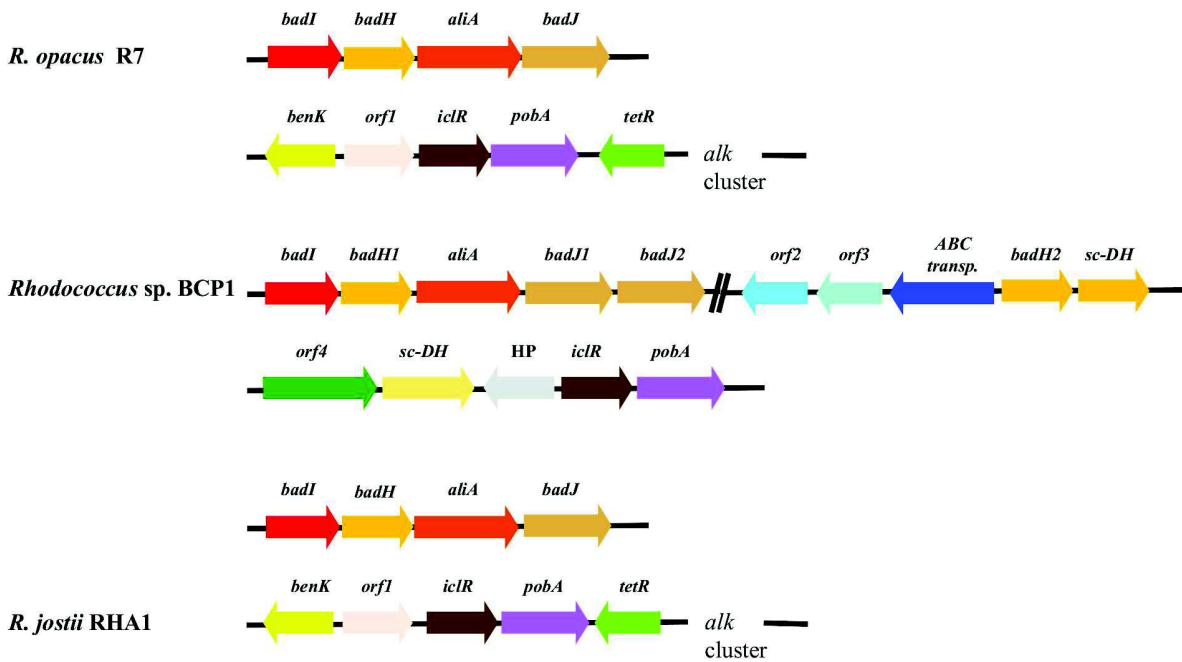 badI badH aliA badJ
R. opacus R7
benK orf1 iclR pobA tetR
alk
cluster
badI badH1 aliA badJ1 badJ2 orf2 orf3 ABC transp. badH2 sc-DH
Rhodococcus sp. BCP1
orf4 sc-DH HP iclR pobA
badI badH aliA badJ
benK orf1 iclR pobA tetR
R. jostii RHA1
alk
cluster